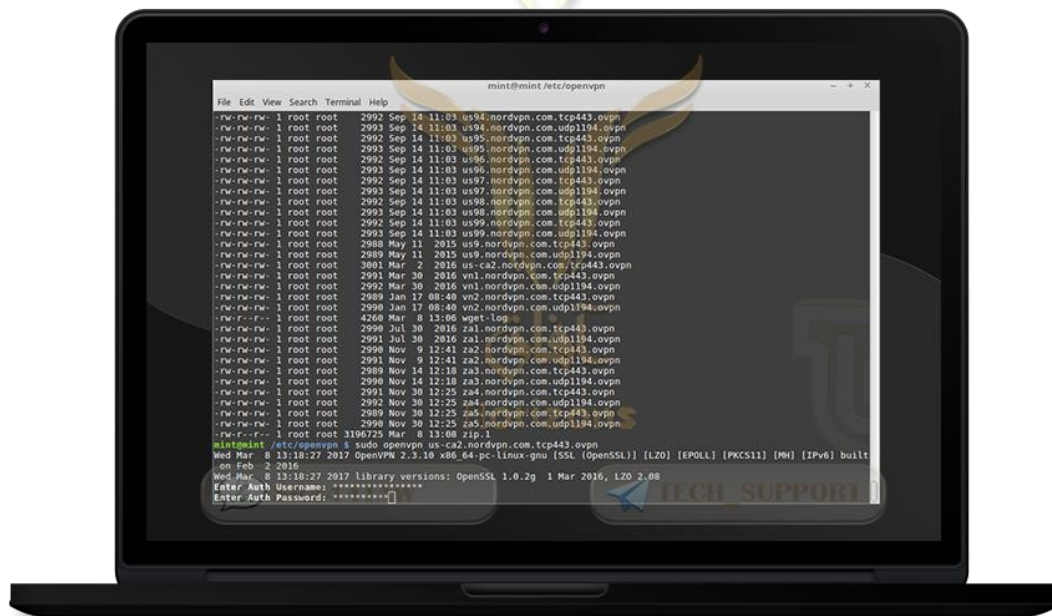 mint@mint /etc/openvpn
File Edit View Search Terminal Help
-rw-rw-rw- 1 root root 2992 Sep 14 11:03 us94.nordvpn.com.tcp443.ovpn
-rw-rw-rw- 1 root root 2993 Sep 14 11:03 us94.nordvpn.com.udp1194.ovpn
-rw-rw-rw- 1 root root 2992 Sep 14 11:03 us95.nordvpn.com.tcp443.ovpn
-rw-rw-rw- 1 root root 2993 Sep 14 11:03 us95.nordvpn.com.udp1194.ovpn
-rw-rw-rw- 1 root root 2992 Sep 14 11:03 us96.nordvpn.com.tcp443.ovpn
-rw-rw-rw- 1 root root 2993 Sep 14 11:03 us96.nordvpn.com.udp1194.ovpn
-rw-rw-rw- 1 root root 2992 Sep 14 11:03 us97.nordvpn.com.tcp443.ovpn
-rw-rw-rw- 1 root root 2993 Sep 14 11:03 us97.nordvpn.com.udp1194.ovpn
-rw-rw-rw- 1 root root 2992 Sep 14 11:03 us98.nordvpn.com.tcp443.ovpn
-rw-rw-rw- 1 root root 2993 Sep 14 11:03 us98.nordvpn.com.udp1194.ovpn
-rw-rw-rw- 1 root root 2992 Sep 14 11:03 us99.nordvpn.com.tcp443.ovpn
-rw-rw-rw- 1 root root 2993 Sep 14 11:03 us99.nordvpn.com.udp1194.ovpn
-rw-rw-rw- 1 root root 2988 May 11 2015 us9.nordvpn.com.tcp443.ovpn
-rw-rw-rw- 1 root root 2989 May 11 2015 us9.nordvpn.com.udp1194.ovpn
-rw-rw-rw- 1 root root 3001 Mar 2 2016 us-ca2.nordvpn.com.tcp443.ovpn
-rw-rw-rw- 1 root root 2991 Mar 30 2016 vn1.nordvpn.com.tcp443.ovpn
-rw-rw-rw- 1 root root 2992 Mar 30 2016 vn1.nordvpn.com.udp1194.ovpn
-rw-rw-rw- 1 root root 2989 Jan 17 08:40 vn2.nordvpn.com.tcp443.ovpn
-rw-rw-rw- 1 root root 2990 Jan 17 08:40 vn2.nordvpn.com.udp1194.ovpn
-rw-r--r-- 1 root root 4260 Mar 8 13:06 wget-log
-rw-rw-rw- 1 root root 2990 Jul 30 2016 za1.nordvpn.com.tcp443.ovpn
-rw-rw-rw- 1 root root 2991 Jul 30 2016 za1.nordvpn.com.udp1194.ovpn
-rw-rw-rw- 1 root root 2990 Nov 9 12:41 za2.nordvpn.com.tcp443.ovpn
-rw-rw-rw- 1 root root 2991 Nov 9 12:41 za2.nordvpn.com.udp1194.ovpn
-rw-rw-rw- 1 root root 2989 Nov 14 12:18 za3.nordvpn.com.tcp443.ovpn
-rw-rw-rw- 1 root root 2990 Nov 14 12:18 za3.nordvpn.com.udp1194.ovpn
-rw-rw-rw- 1 root root 2991 Nov 30 12:25 za4.nordvpn.com.tcp443.ovpn
-rw-rw-rw- 1 root root 2992 Nov 30 12:25 za4.nordvpn.com.udp1194.ovpn
-rw-rw-rw- 1 root root 2989 Nov 30 12:25 za5.nordvpn.com.tcp443.ovpn
-rw-rw-rw- 1 root root 2990 Nov 30 12:25 za5.nordvpn.com.udp1194.ovpn
-rw-r--r-- 1 root root 3196725 Mar 8 13:08 zip.1
mint@mint /etc/openvpn $ sudo openvpn us-ca2.nordvpn.com.tcp443.ovpn
Wed Mar 8 13:18:27 2017 OpenVPN 2.3.10 x86_64-pc-linux-gnu [SSL (OpenSSL)] [LZO] [EPOLL] [PKCS11] [MH] [IPv6] built
on Feb 2 2016
Wed Mar 8 13:18:27 2017 library versions: OpenSSL 1.0.2g 1 Mar 2016, LZO 2.08
Enter Auth Username: ****************
Enter Auth Password: **********
TECH_SUPPORT